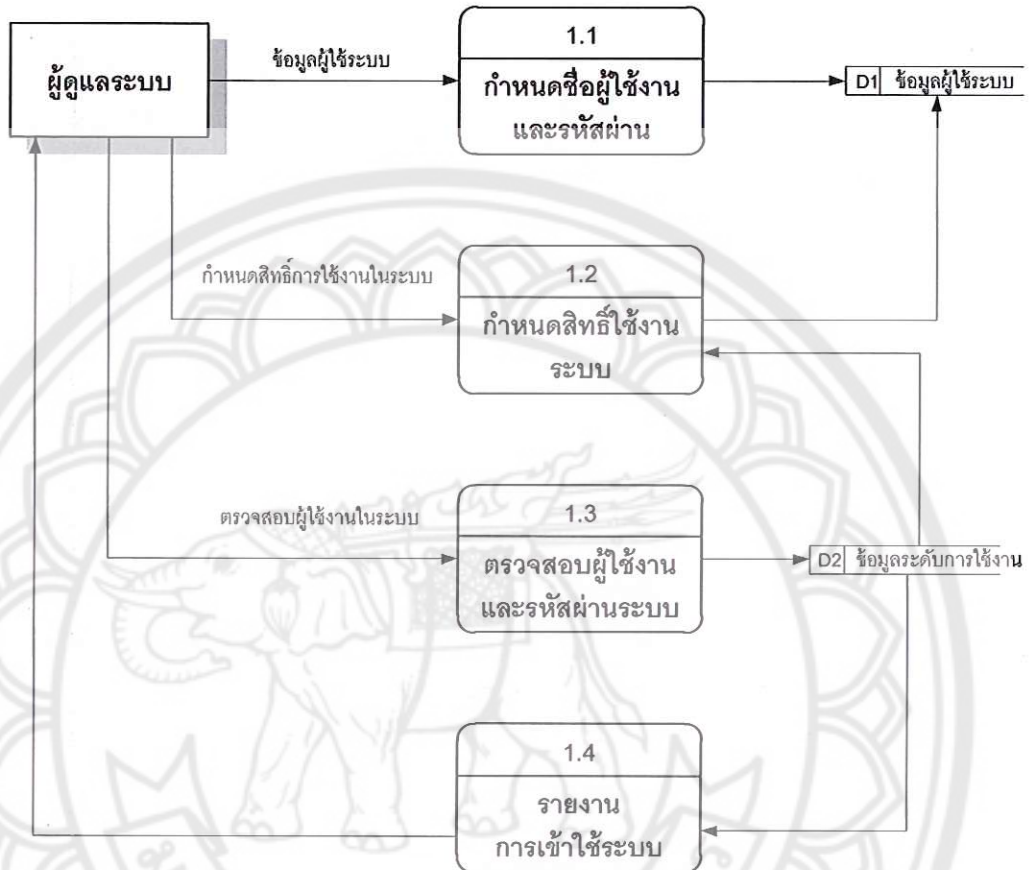 ผู้ดูแลระบบ
ข้อมูลผู้ใช้ระบบ
1.1
กำหนดชื่อผู้ใช้งาน
และรหัสผ่าน
D1 ข้อมูลผู้ใช้ระบบ
กำหนดสิทธิ์การใช้งานในระบบ
1.2
กำหนดสิทธิ์ใช้งาน
ระบบ
ตรวจสอบผู้ใช้งานในระบบ
1.3
ตรวจสอบผู้ใช้งาน
และรหัสผ่านระบบ
D2 ข้อมูลระดับการใช้งาน
1.4
รายงาน
การเข้าใช้ระบบ